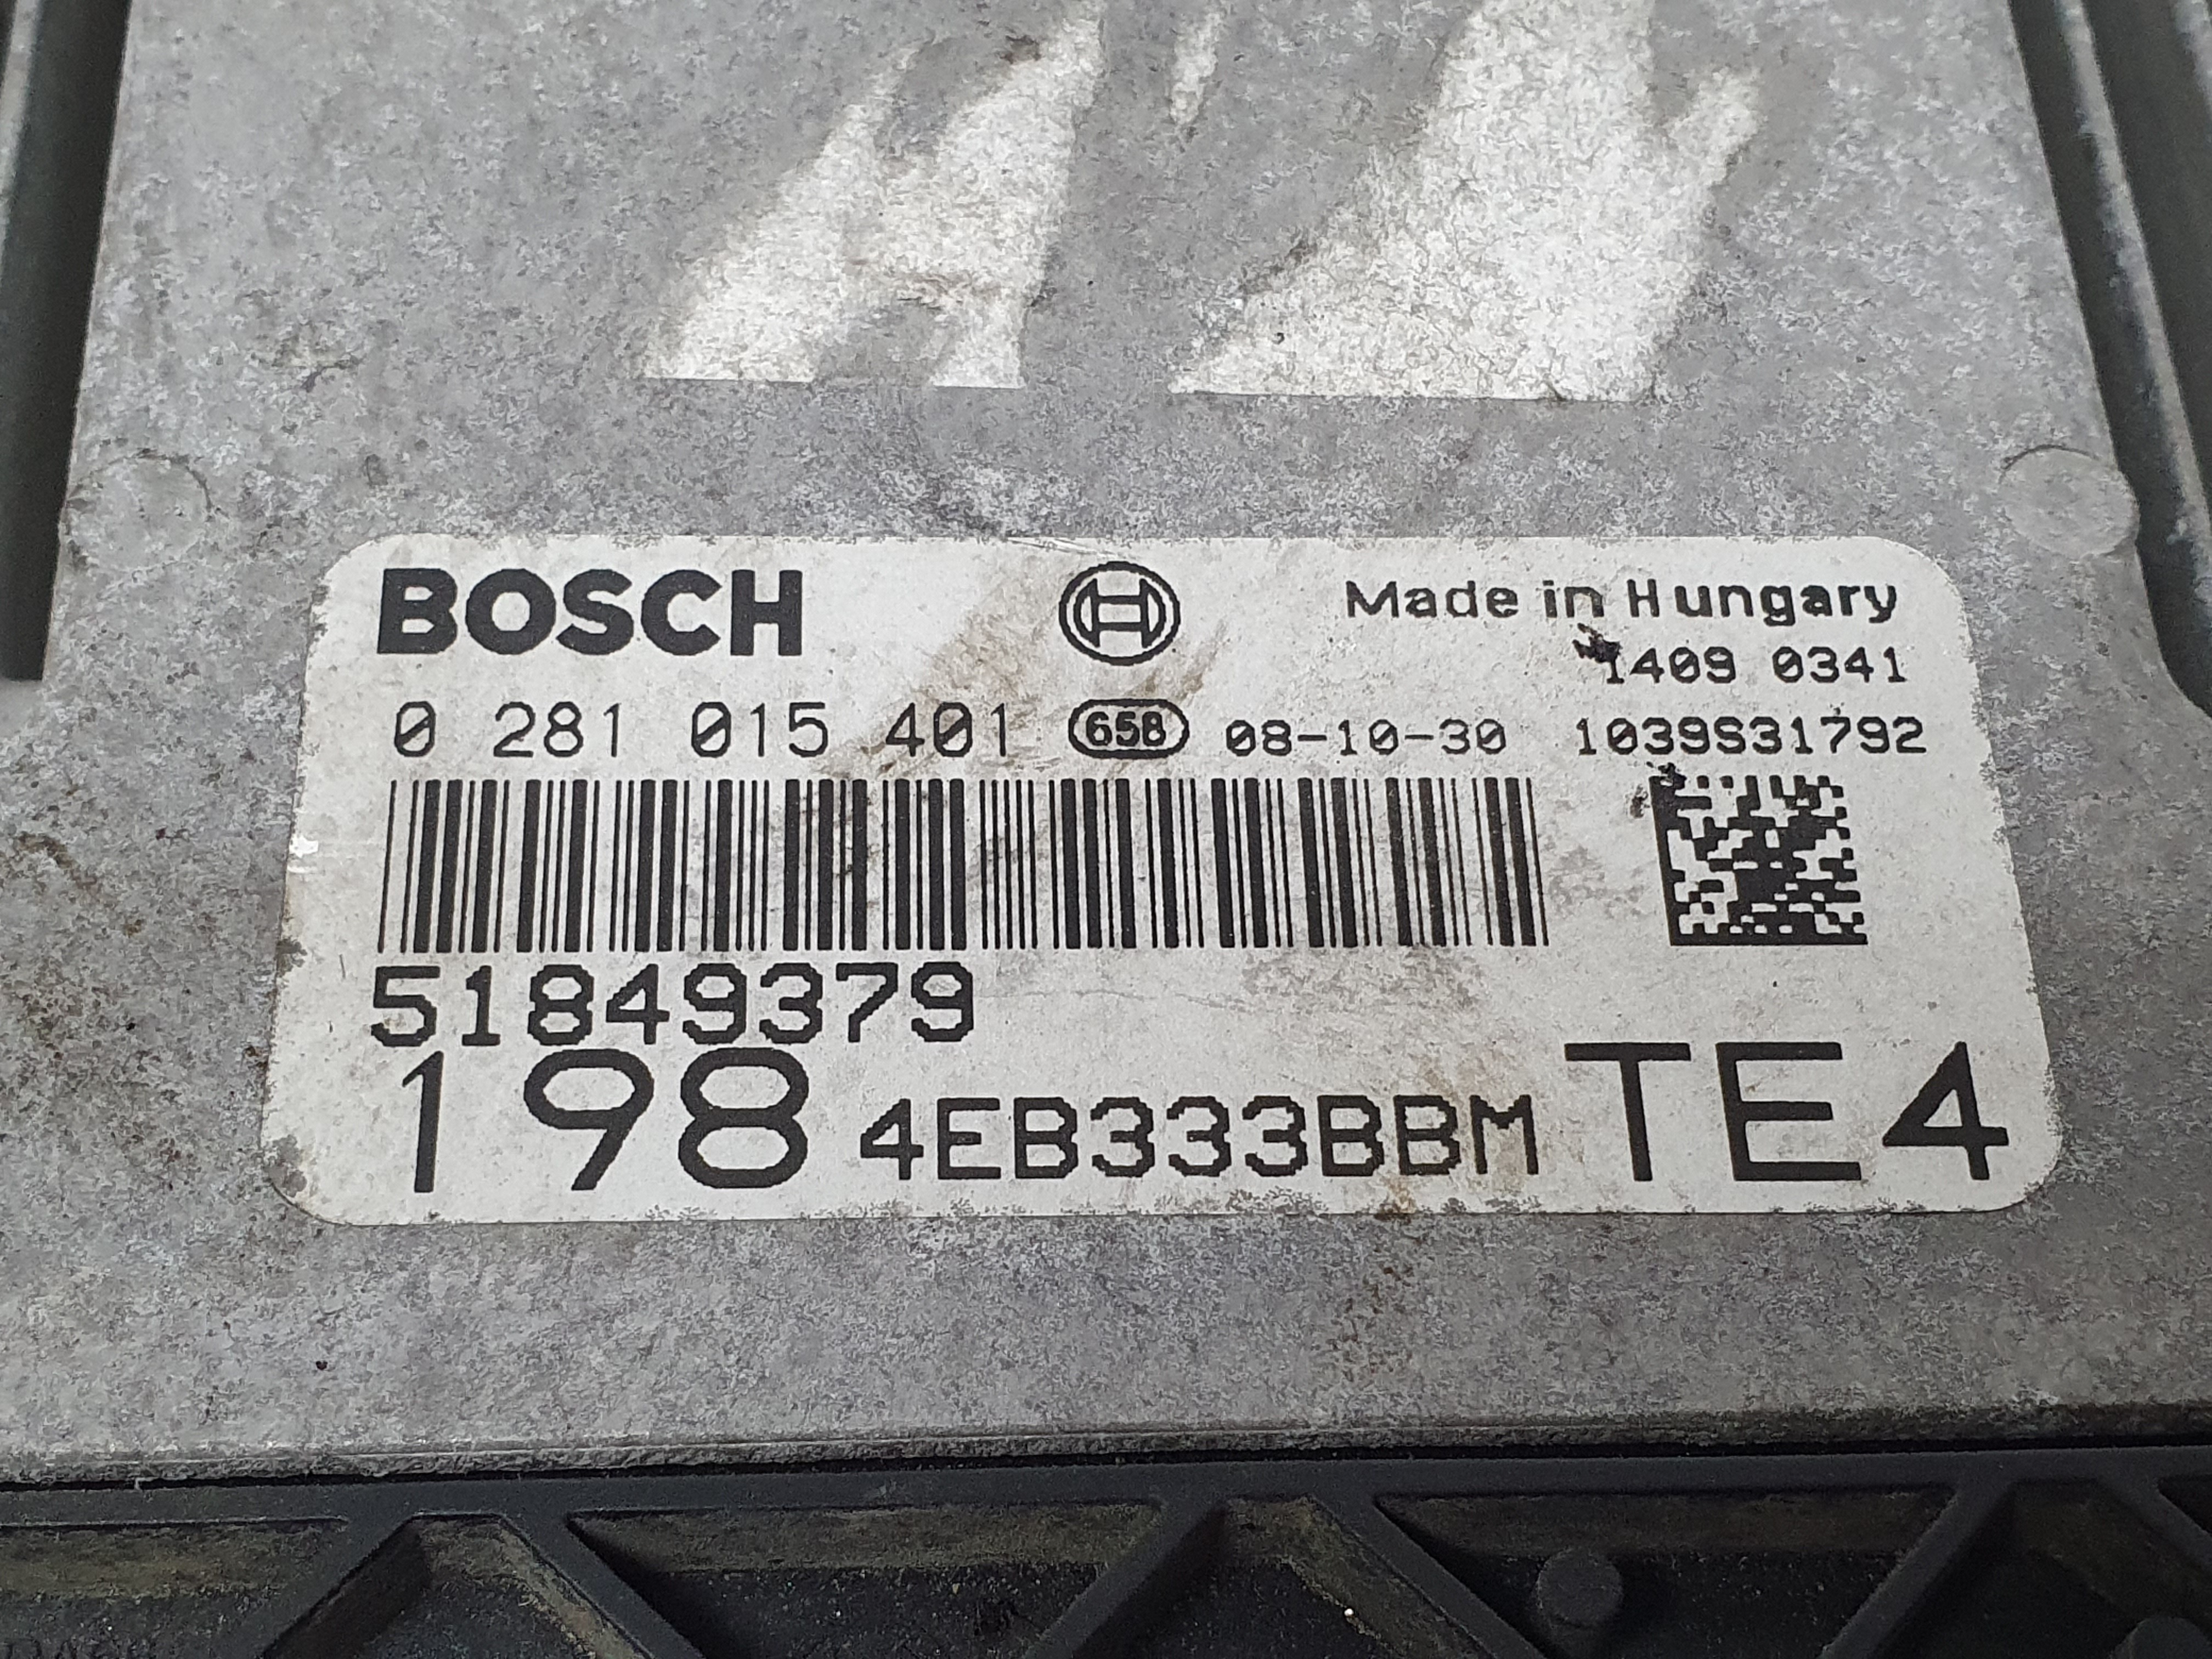 BOSCH Made in Hungary
1409 0341
0 281 015 401 658 08-10-30 1039S31792
51849379
198 4EB333BBM TE4